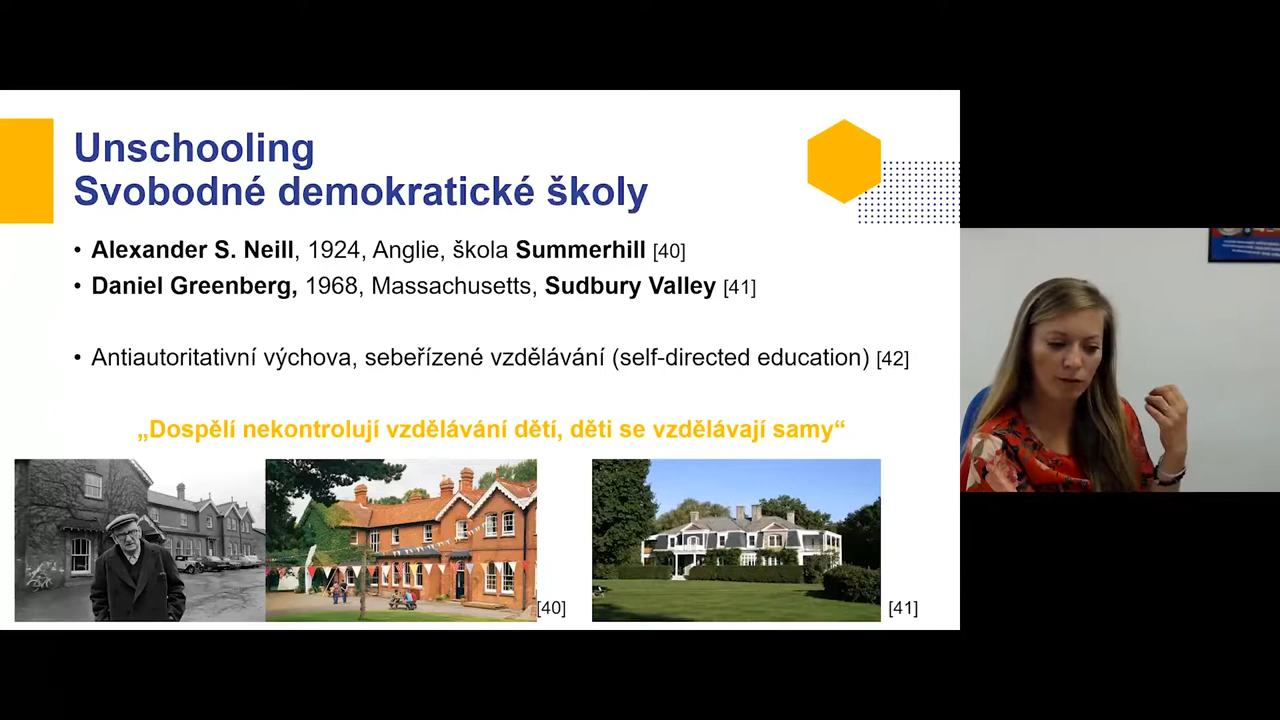 Unschooling
Svobodné demokratické školy
• Alexander S. Neill, 1924, Anglie, škola Summerhill [40]
• Daniel Greenberg, 1968, Massachusetts, Sudbury Valley [41]
• Antiautoritativní výchova, sebeřízené vzdělávání (self-directed education) [42]
„Dospělí nekontrolují vzdělávání dětí, děti se vzdělávají samy“
[40]
[41]